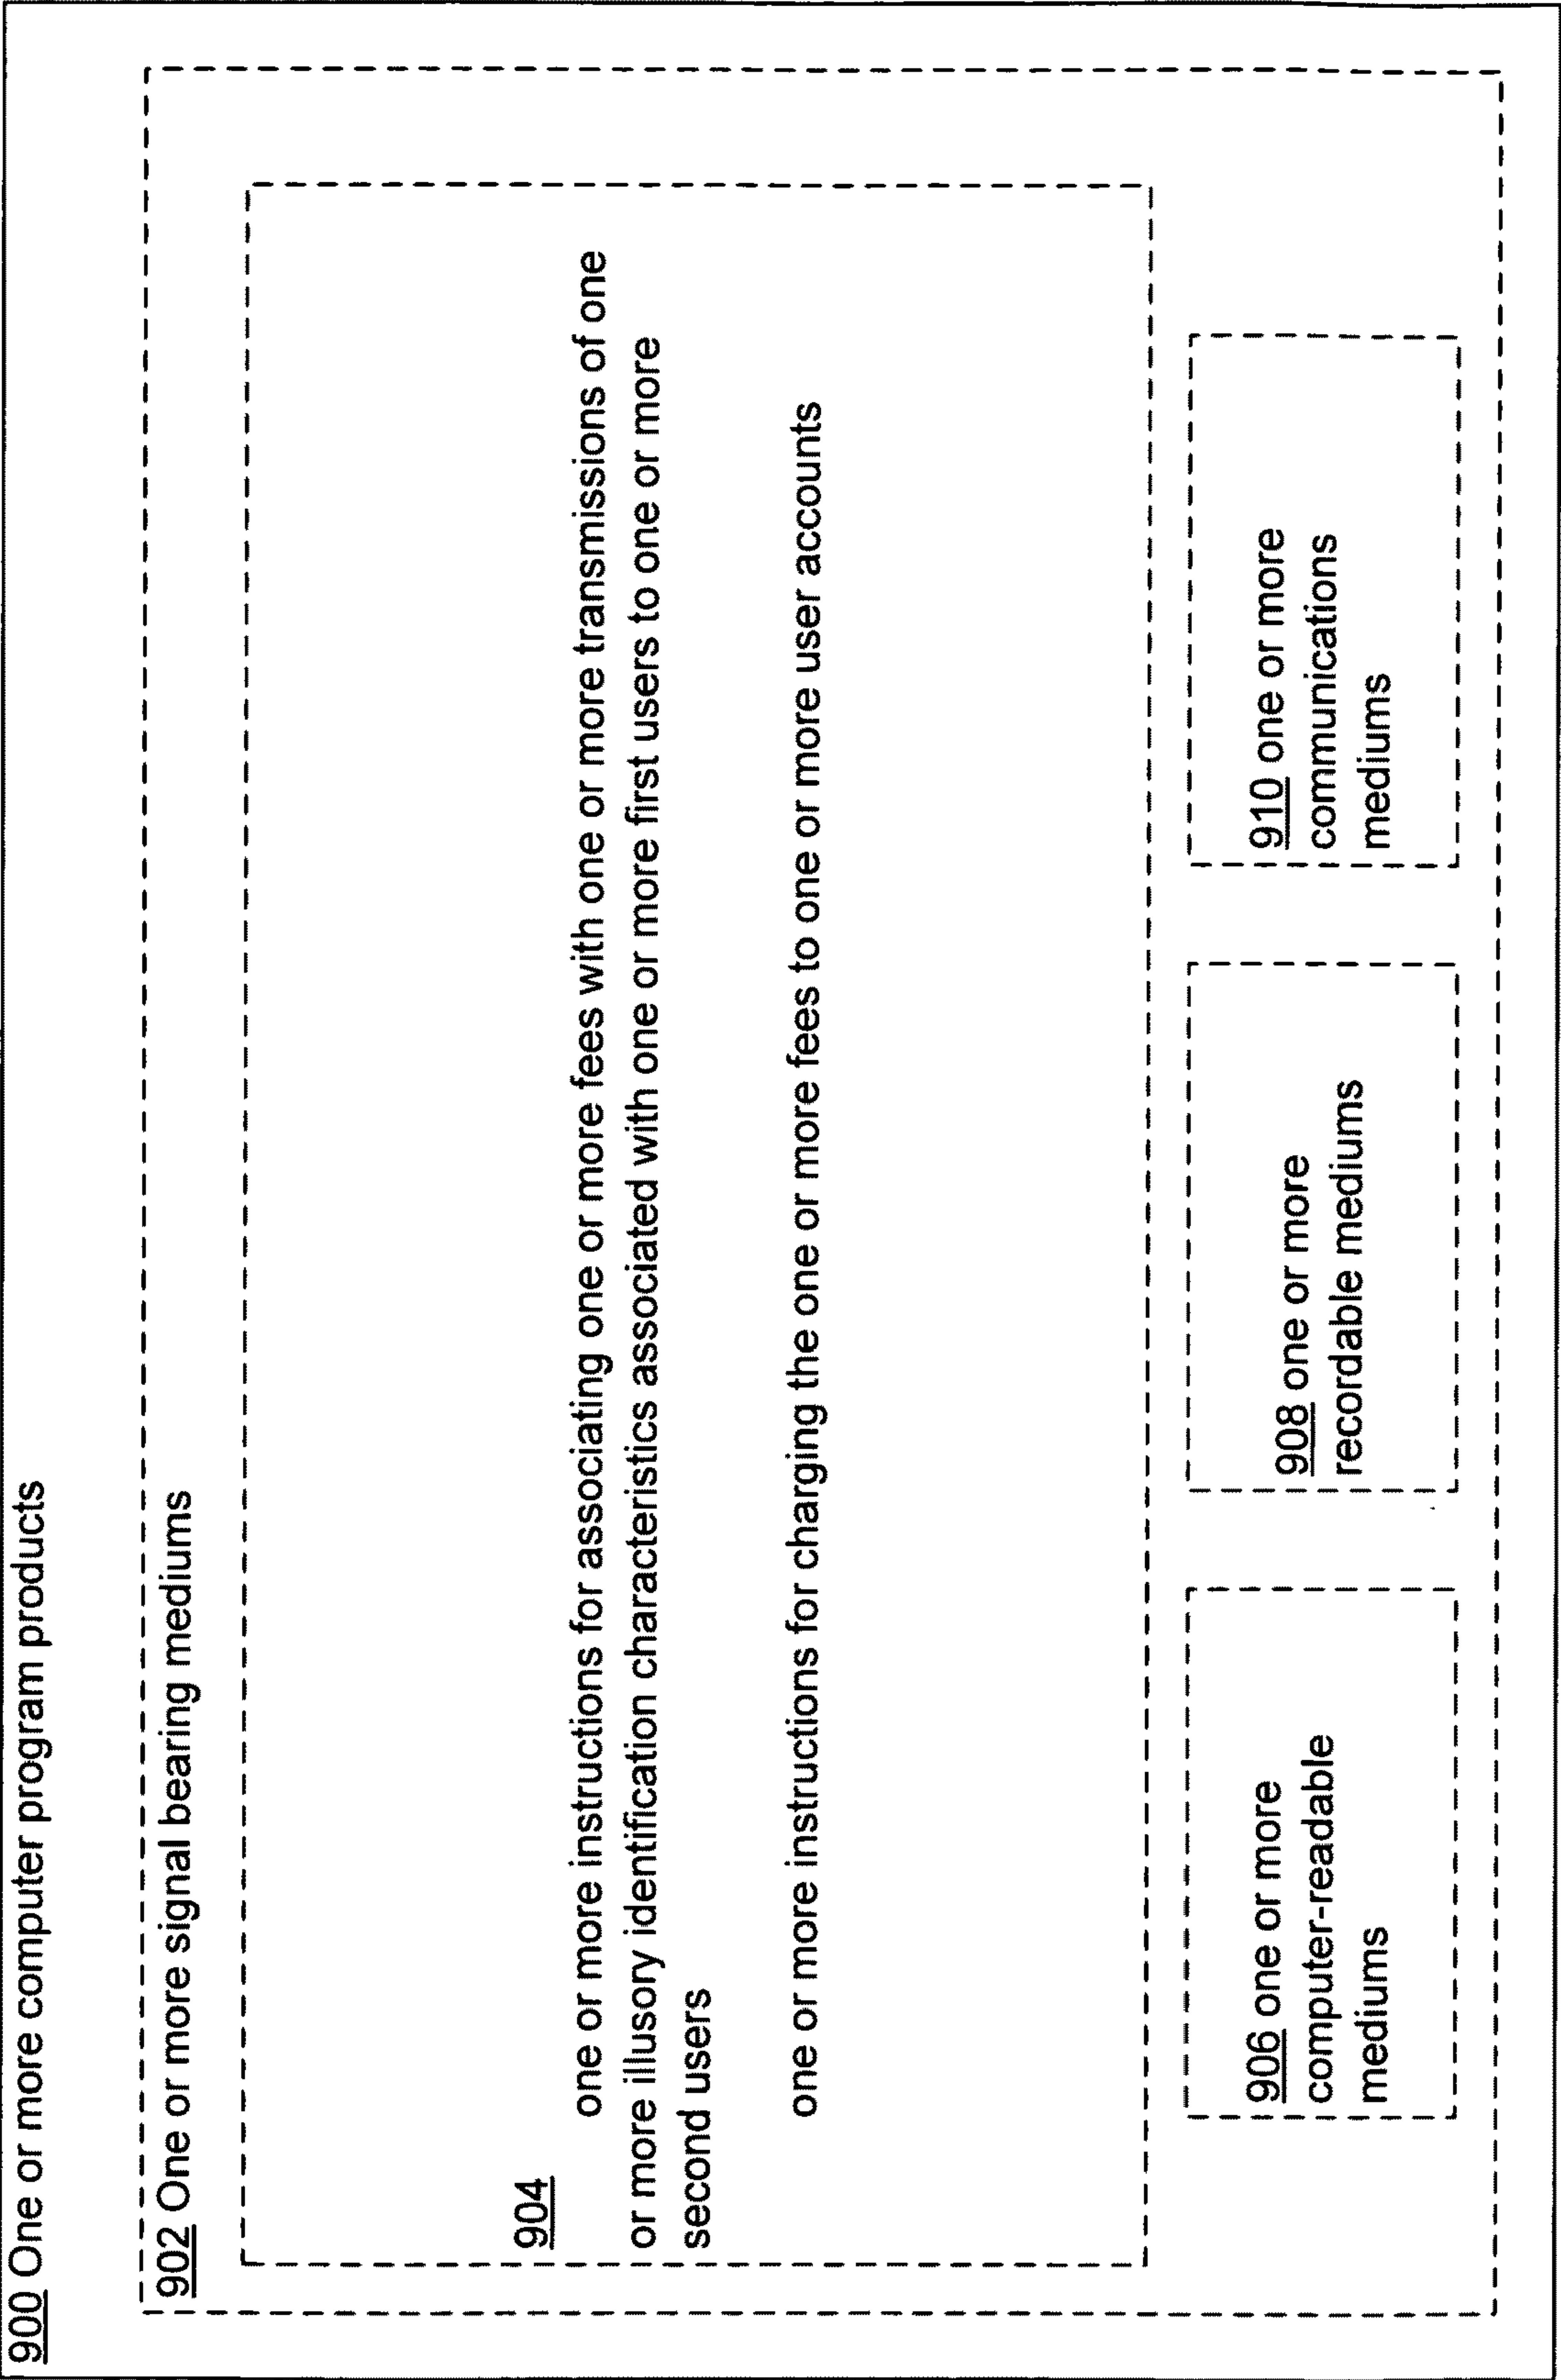 900 One or more computer program products
902 One or more signal bearing mediums
904
one or more instructions for associating one or more fees with one or more transmissions of one
or more illusory identification characteristics associated with one or more first users to one or more
second users
one or more instructions for charging the one or more fees to one or more user accounts
906 one or more
computer-readable
mediums
908 one or more
recordable mediums
910 one or more
communications
mediums